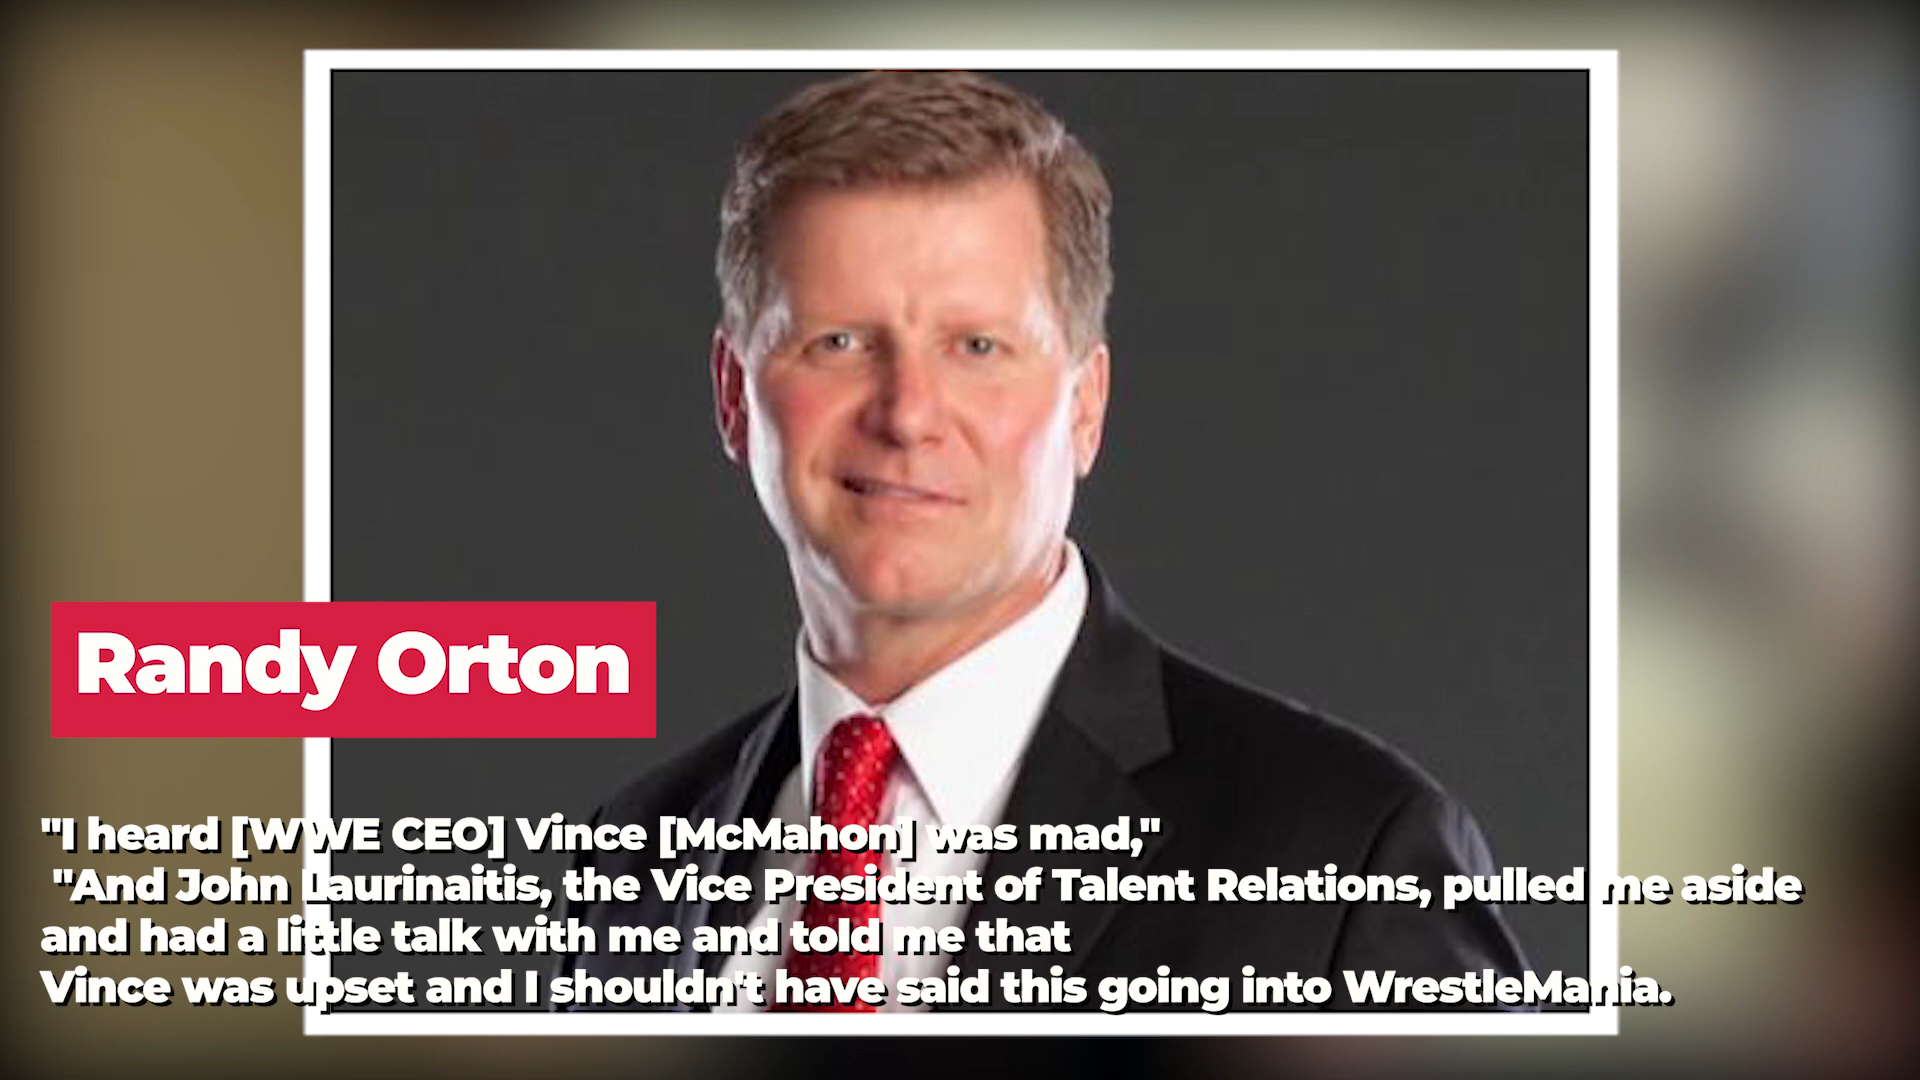 Randy Orton
"I heard [WWE CEO] Vince [McMahon] was mad,"
"And John Laurinaitis, the Vice President of Talent Relations, pulled me aside
and had a little talk with me and told me that
Vince was upset and I shouldn't have said this going into WrestleMania.